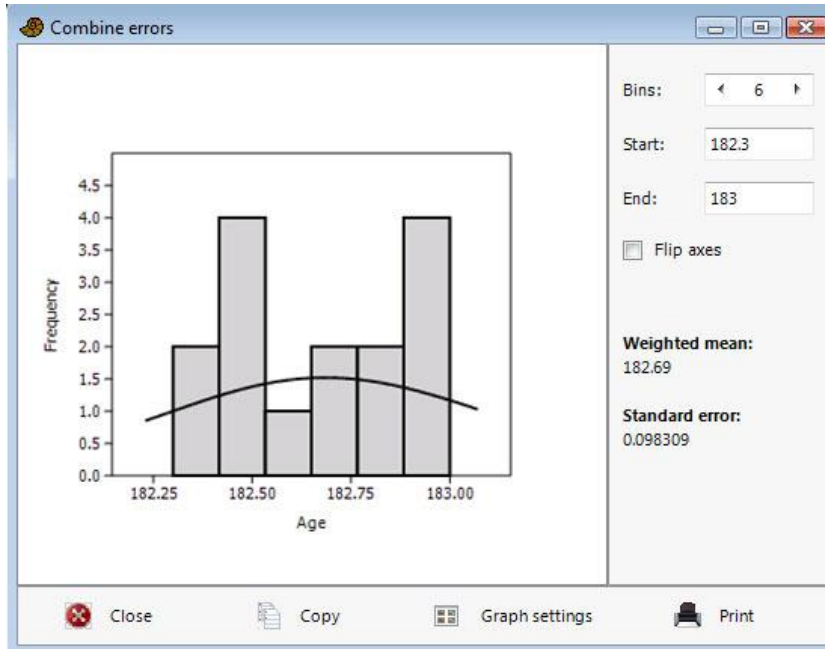 Combine errors
Bins:
6
Start:
182.3
End:
183
Flip axes
Weighted mean:
182.69
Standard error:
0.098309
Frequency
4.5
4.0
3.5
3.0
2.5
2.0
1.5
1.0
0.5
0.0
182.25 182.50 182.75 183.00
Age
Close Copy Graph settings Print